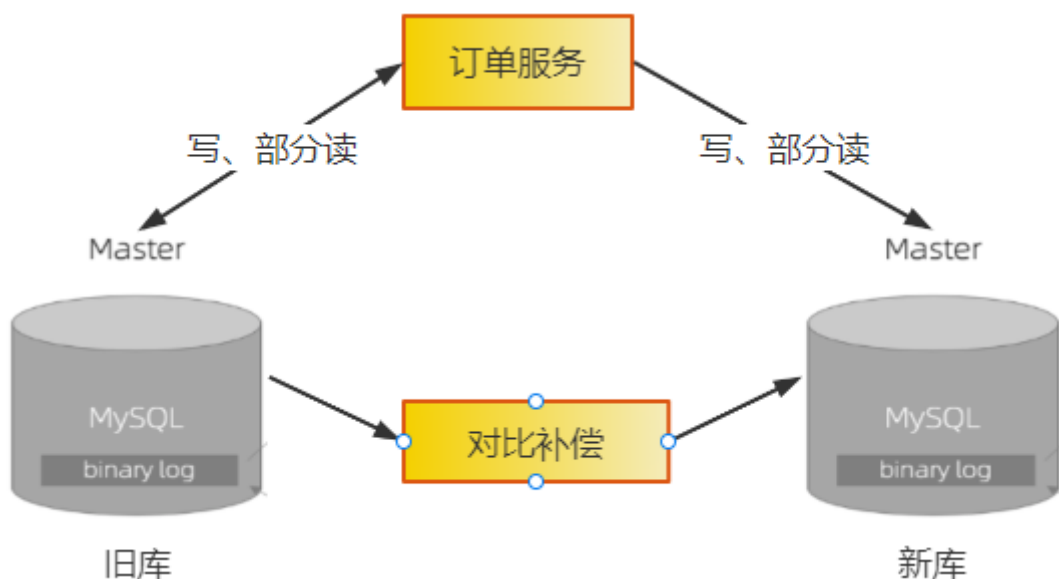 订单服务
写、部分读
写、部分读
Master
Master
MySQL
binary log
对比补偿
MySQL
binary log
旧库
新库